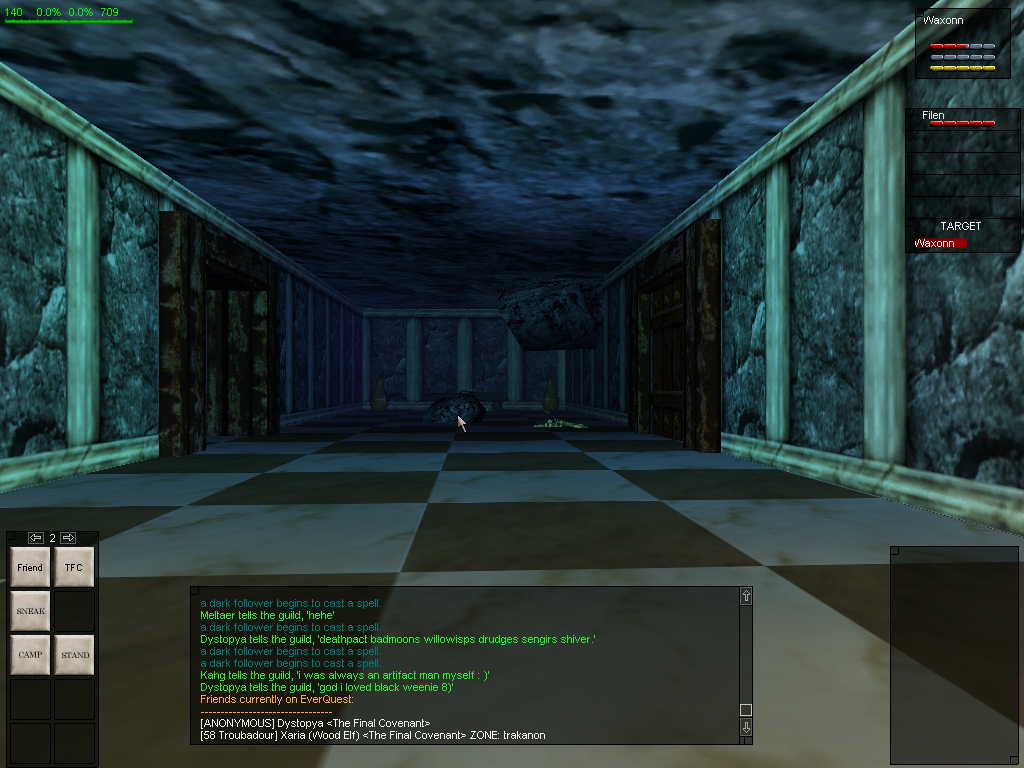 140 0.0% 0.0% 709
Waxonn
Filen
TARGET
Waxonn
2
Friend TFC
SNEAK
CAMP STAND
a dark follower begins to cast a spell.
Meltaer tells the guild, 'hehe'
a dark follower begins to cast a spell.
Dystopya tells the guild, 'deathpact badmoons willowisps drudges sengirs shiver.'
a dark follower begins to cast a spell.
a dark follower begins to cast a spell.
Kahg tells the guild, 'i was always an artifact man myself : )'
Dystopya tells the guild, 'god i loved black weenie 8)'
Friends currently on EverQuest:
---------------------------------
[ANONYMOUS] Dystopya <The Final Covenant>
[58 Troubadour] Xaria (Wood Elf) <The Final Covenant> ZONE: trakanon